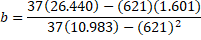 b = 37(26.440) − (621)(1.601) / 37(10.983) − (621)²